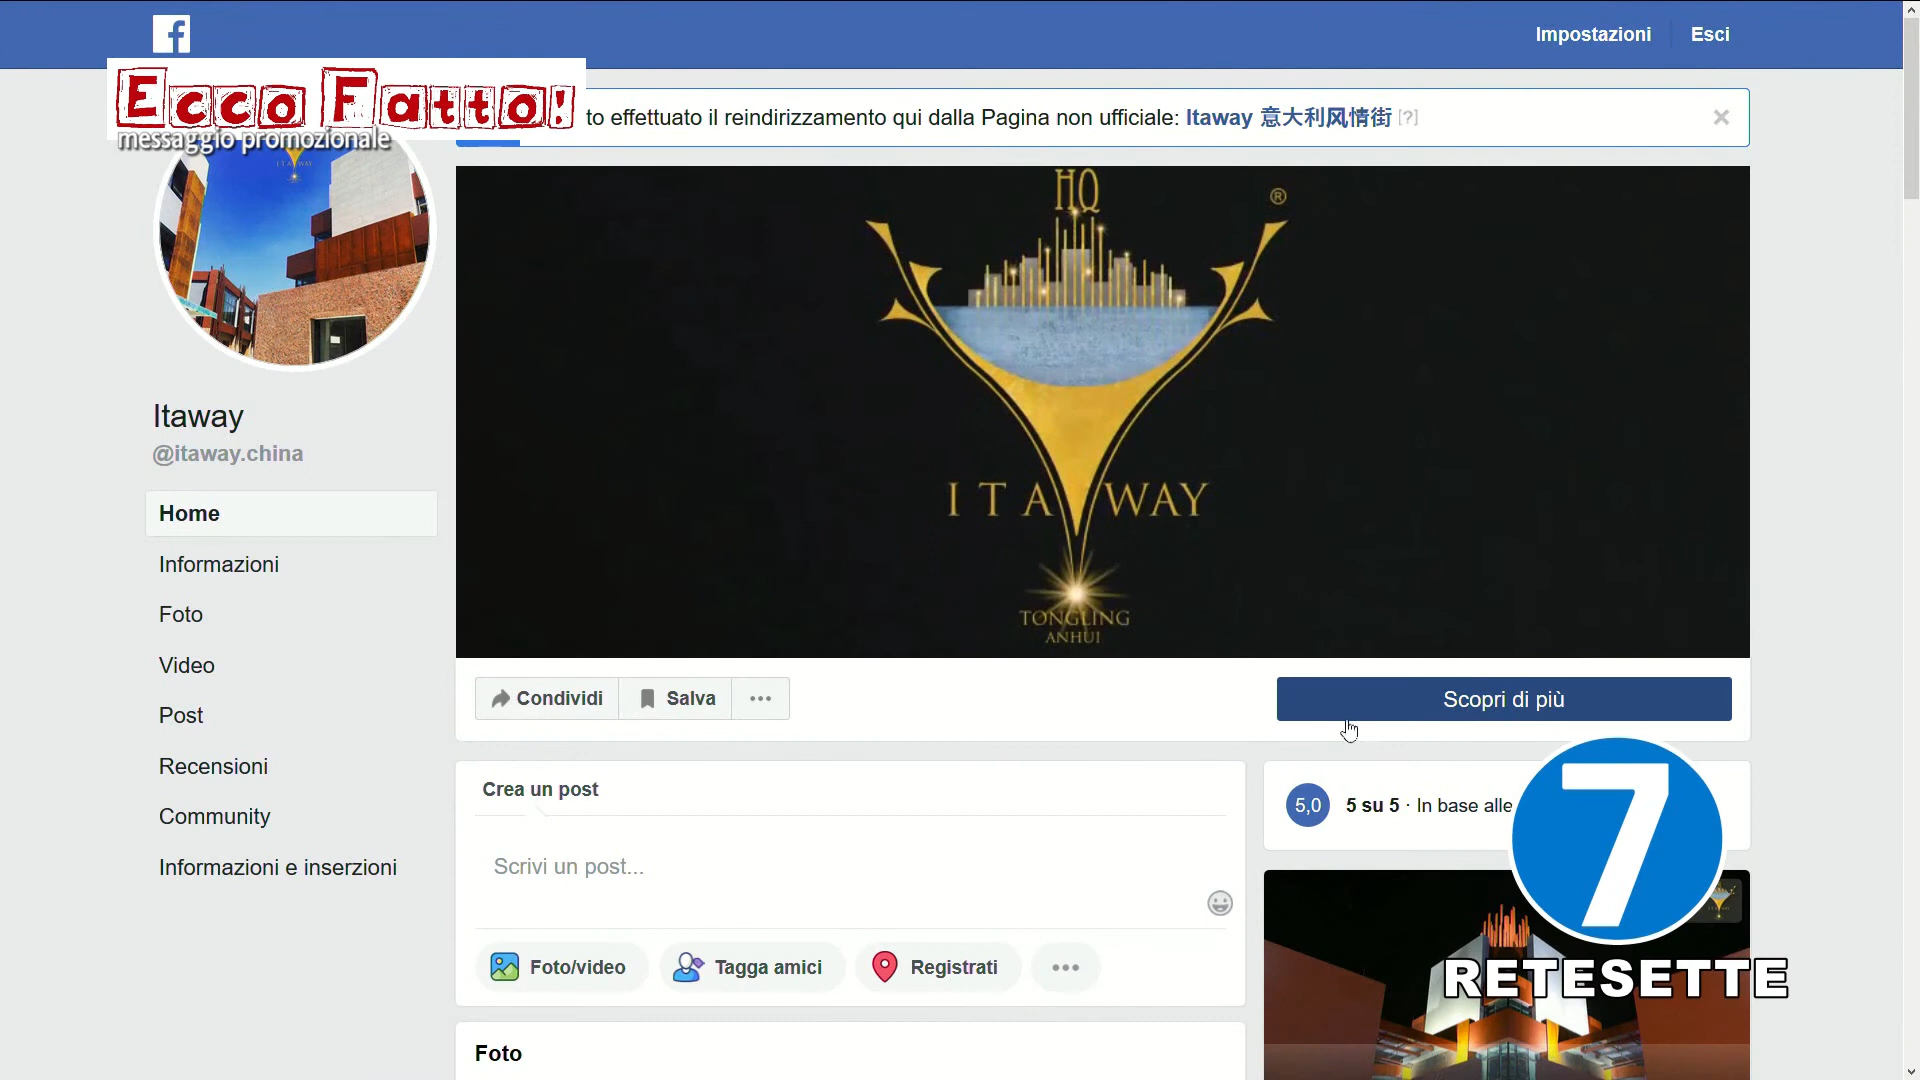 Impostazioni
Esci
Ecco Fatto!
messaggio promozionale
to effettuato il reindirizzamento qui dalla Pagina non ufficiale: Itaway 意大利风情街 [?]
HQ
®
ITAWAY
TONGLING
ANHUI
Itaway
@itaway.china
Home
Informazioni
Foto
Video
Post
Recensioni
Community
Informazioni e inserzioni
Condividi
Salva
Scopri di più
Crea un post
Scrivi un post...
Foto/video
Tagga amici
Registrati
Foto
5,0
5 su 5 · In base alle
7
RETESETTE